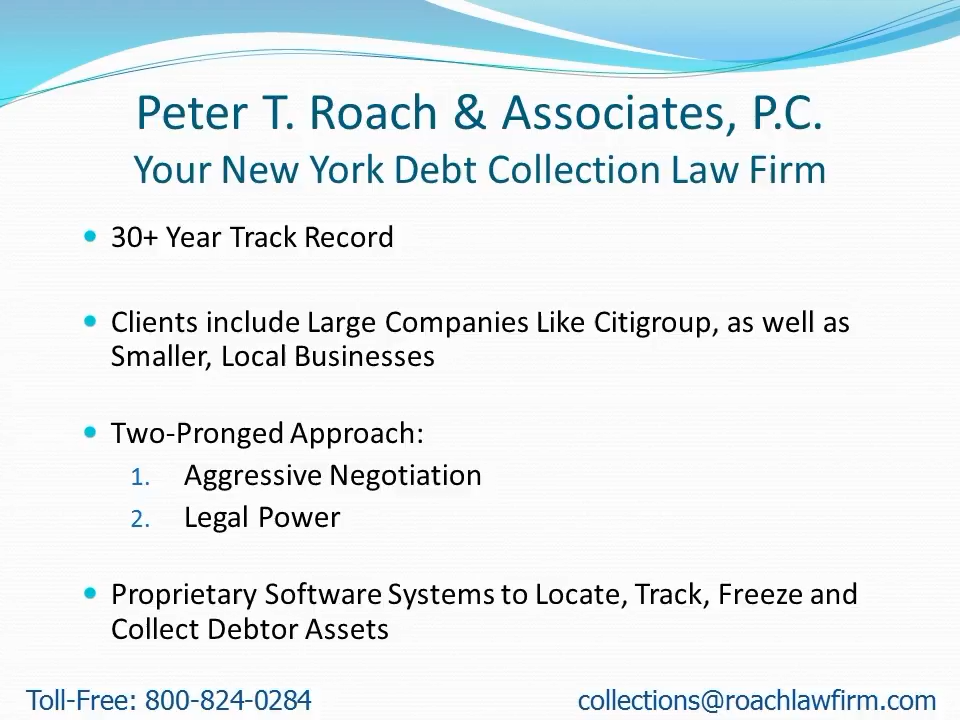 Peter T. Roach & Associates, P.C.
Your New York Debt Collection Law Firm
• 30+ Year Track Record
• Clients include Large Companies Like Citigroup, as well as
Smaller, Local Businesses
• Two-Pronged Approach:
1. Aggressive Negotiation
2. Legal Power
• Proprietary Software Systems to Locate, Track, Freeze and
Collect Debtor Assets
Toll-Free: 800-824-0284
collections@roachlawfirm.com